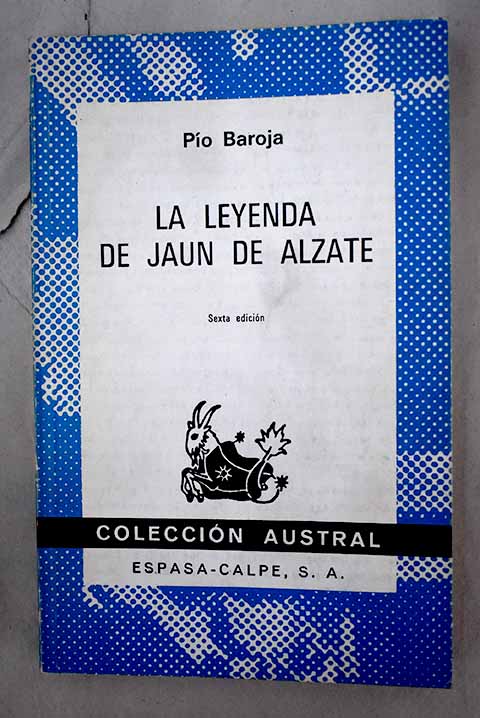 Pío Baroja
LA LEYENDA
DE JAUN DE ALZATE
Sexta edición
COLECCIÓN AUSTRAL
ESPASA-CALPE, S. A.